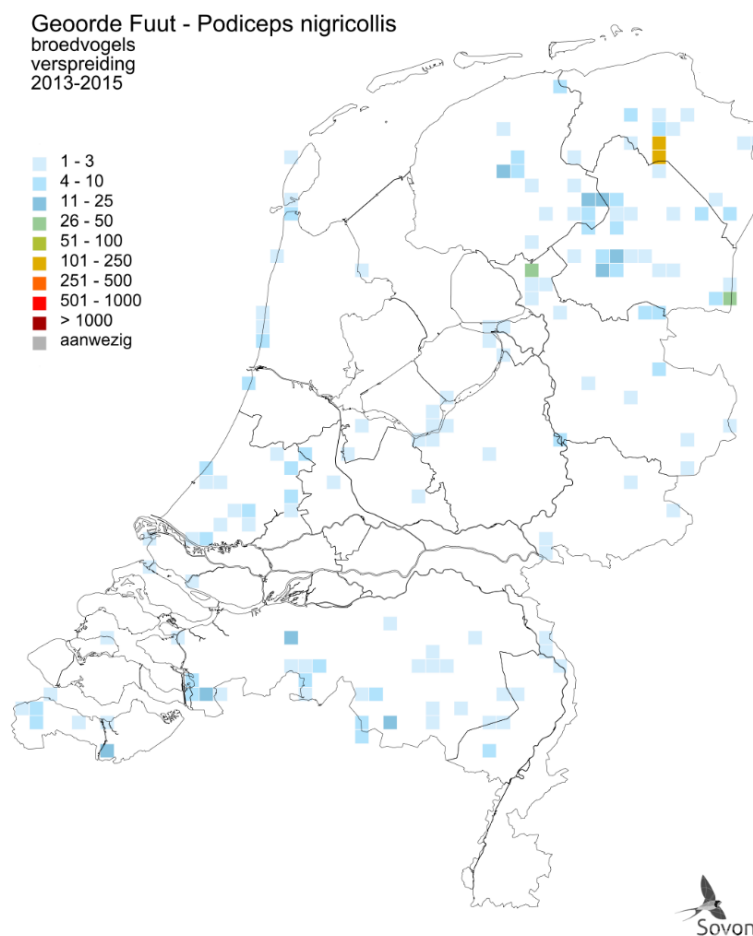 Geoorde Fuut - Podiceps nigricollis
broedvogels
verspreiding
2013-2015
1 - 3
4 - 10
11 - 25
26 - 50
51 - 100
101 - 250
251 - 500
501 - 1000
> 1000
aanwezig
Sovon